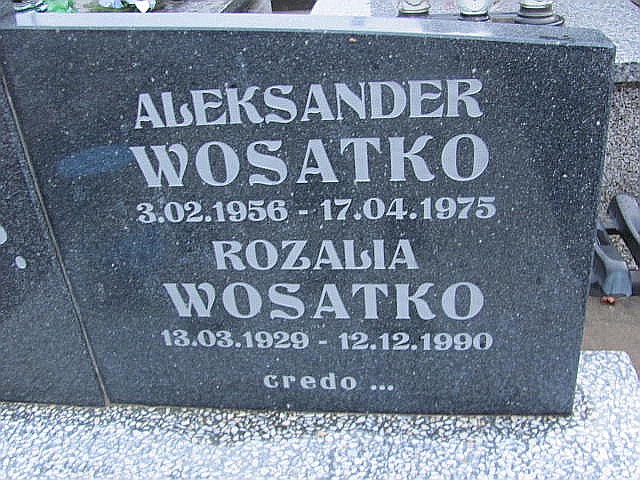 ALEKSANDER
WOSATKO
3.02.1956 - 17.04.1975
ROZALIA
WOSATKO
13.03.1929 - 12.12.1990
credo ...